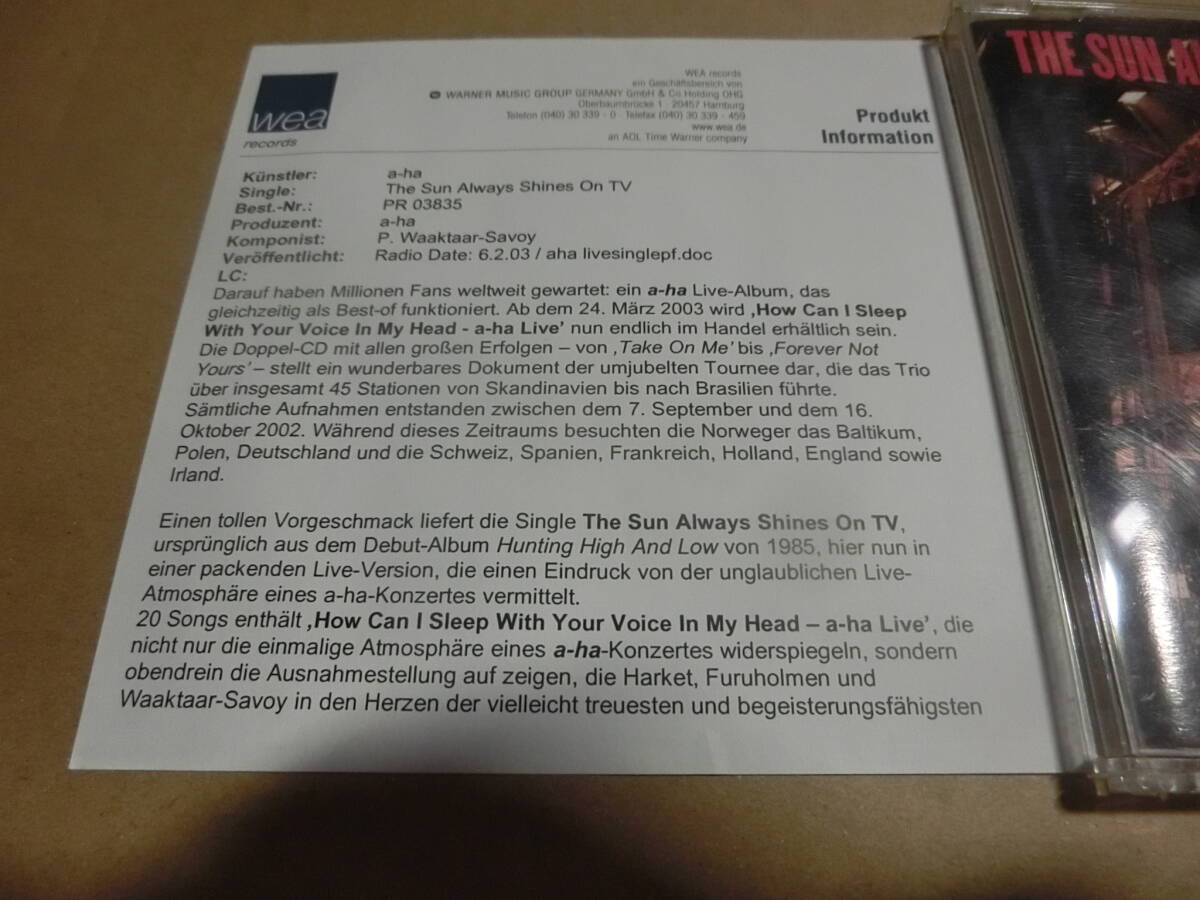 wea
records
WEA records
ein Geschäftsbereich von
WARNER MUSIC GROUP GERMANY GmbH & Co. Holding OHG
Oberbaumbrücke 1 · 20457 Hamburg
Telefon (040) 30 339 - 0 · Telefax (040) 30 339 - 459
www.wea.de
an AOL Time Warner company
Produkt
Information
Künstler: a-ha
Single: The Sun Always Shines On TV
Best.-Nr.: PR 03835
Produzent: a-ha
Komponist: P. Waaktaar-Savoy
Veröffentlicht: Radio Date: 6.2.03 / aha livesinglepf.doc
LC:
Darauf haben Millionen Fans weltweit gewartet: ein a-ha Live-Album, das
gleichzeitig als Best-of funktioniert. Ab dem 24. März 2003 wird ‚How Can I Sleep
With Your Voice In My Head - a-ha Live’ nun endlich im Handel erhältlich sein.
Die Doppel-CD mit allen großen Erfolgen – von ‚Take On Me’ bis ‚Forever Not
Yours’ – stellt ein wunderbares Dokument der umjubelten Tournee dar, die das Trio
über insgesamt 45 Stationen von Skandinavien bis nach Brasilien führte.
Sämtliche Aufnahmen entstanden zwischen dem 7. September und dem 16.
Oktober 2002. Während dieses Zeitraums besuchten die Norweger das Baltikum,
Polen, Deutschland und die Schweiz, Spanien, Frankreich, Holland, England sowie
Irland.
Einen tollen Vorgeschmack liefert die Single The Sun Always Shines On TV,
ursprünglich aus dem Debut-Album Hunting High And Low von 1985, hier nun in
einer packenden Live-Version, die einen Eindruck von der unglaublichen Live-
Atmosphäre eines a-ha-Konzertes vermittelt.
20 Songs enthält ‚How Can I Sleep With Your Voice In My Head – a-ha Live’, die
nicht nur die einmalige Atmosphäre eines a-ha-Konzertes widerspiegeln, sondern
obendrein die Ausnahmestellung auf zeigen, die Harket, Furuholmen und
Waaktaar-Savoy in den Herzen der vielleicht treuesten und begeisterungsfähigsten
THE SUN AL